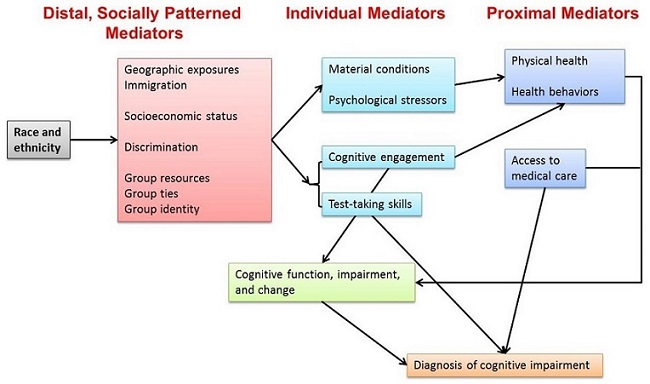 Distal, Socially Patterned
Mediators
Individual Mediators
Proximal Mediators
Race and
ethnicity
Geographic exposures
Immigration
Socioeconomic status
Discrimination
Group resources
Group ties
Group identity
Material conditions
Psychological stressors
Cognitive engagement
Test-taking skills
Physical health
Health behaviors
Access to
medical care
Cognitive function, impairment,
and change
Diagnosis of cognitive impairment